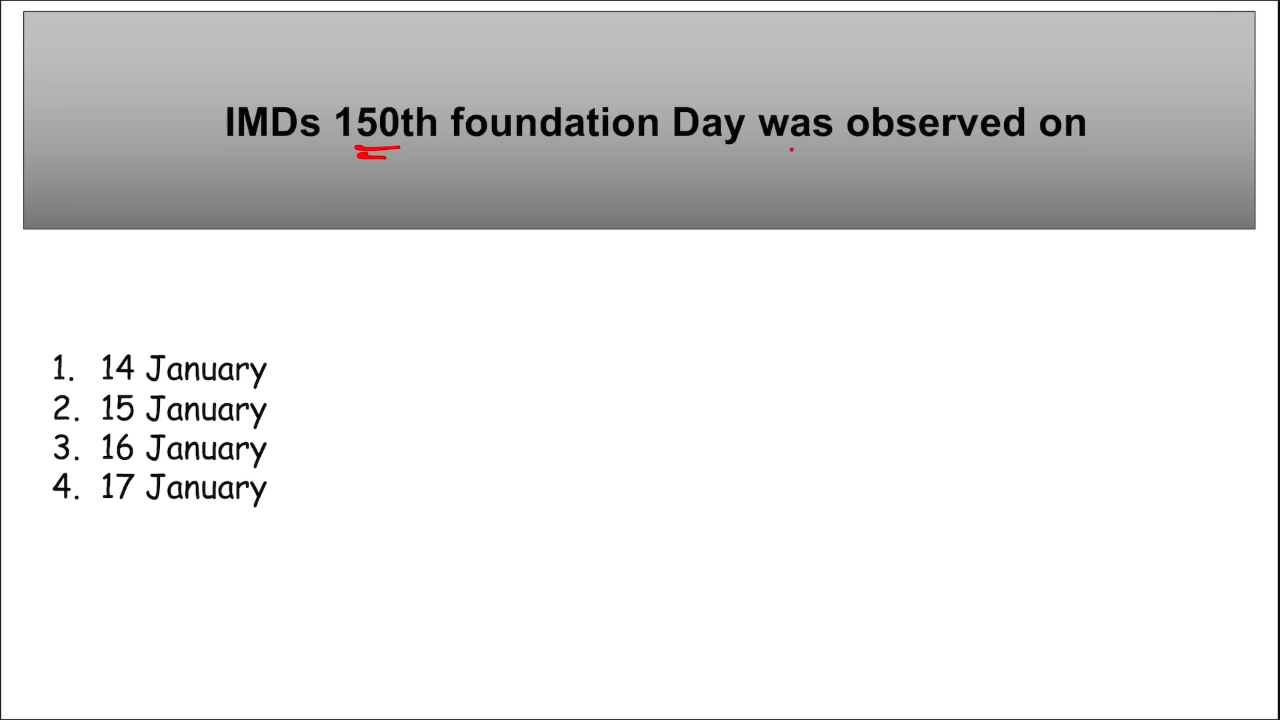 IMDs 150th foundation Day was observed on
1. 14 January
2. 15 January
3. 16 January
4. 17 January